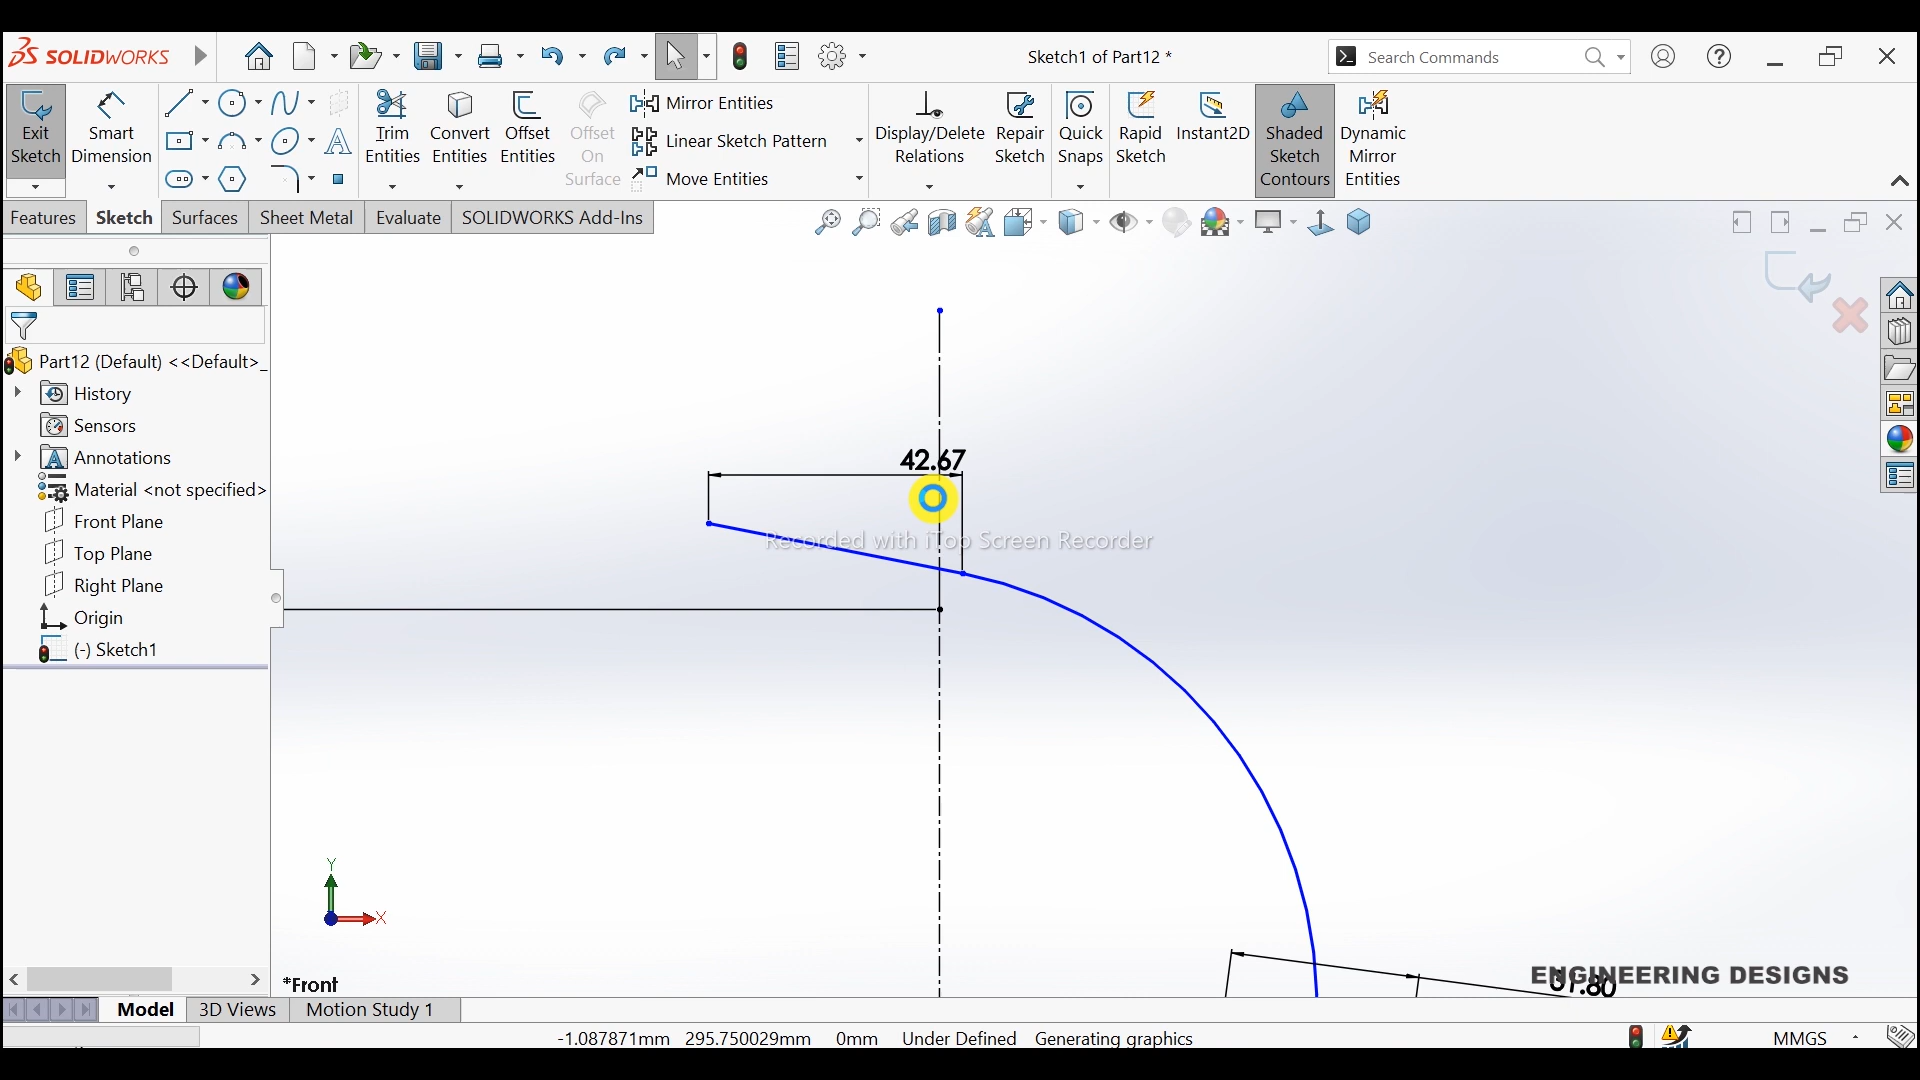 SOLIDWORKS
Sketch1 of Part12 *
Search Commands
Exit Sketch
Smart Dimension
Trim Entities
Convert Entities
Offset Entities
Offset On Surface
Mirror Entities
Linear Sketch Pattern
Move Entities
Display/Delete Relations
Repair Sketch
Quick Snaps
Rapid Sketch
Instant2D
Shaded Sketch Contours
Dynamic Mirror Entities
Features
Sketch
Surfaces
Sheet Metal
Evaluate
SOLIDWORKS Add-Ins
Part12 (Default) <<Default>_
History
Sensors
Annotations
Material <not specified>
Front Plane
Top Plane
Right Plane
Origin
(-) Sketch1
42.67
Recorded with iTop Screen Recorder
Y
X
*Front
ENGINEERING DESIGNS
Model
3D Views
Motion Study 1
-1.087871mm 295.750029mm 0mm Under Defined Generating graphics
MMGS